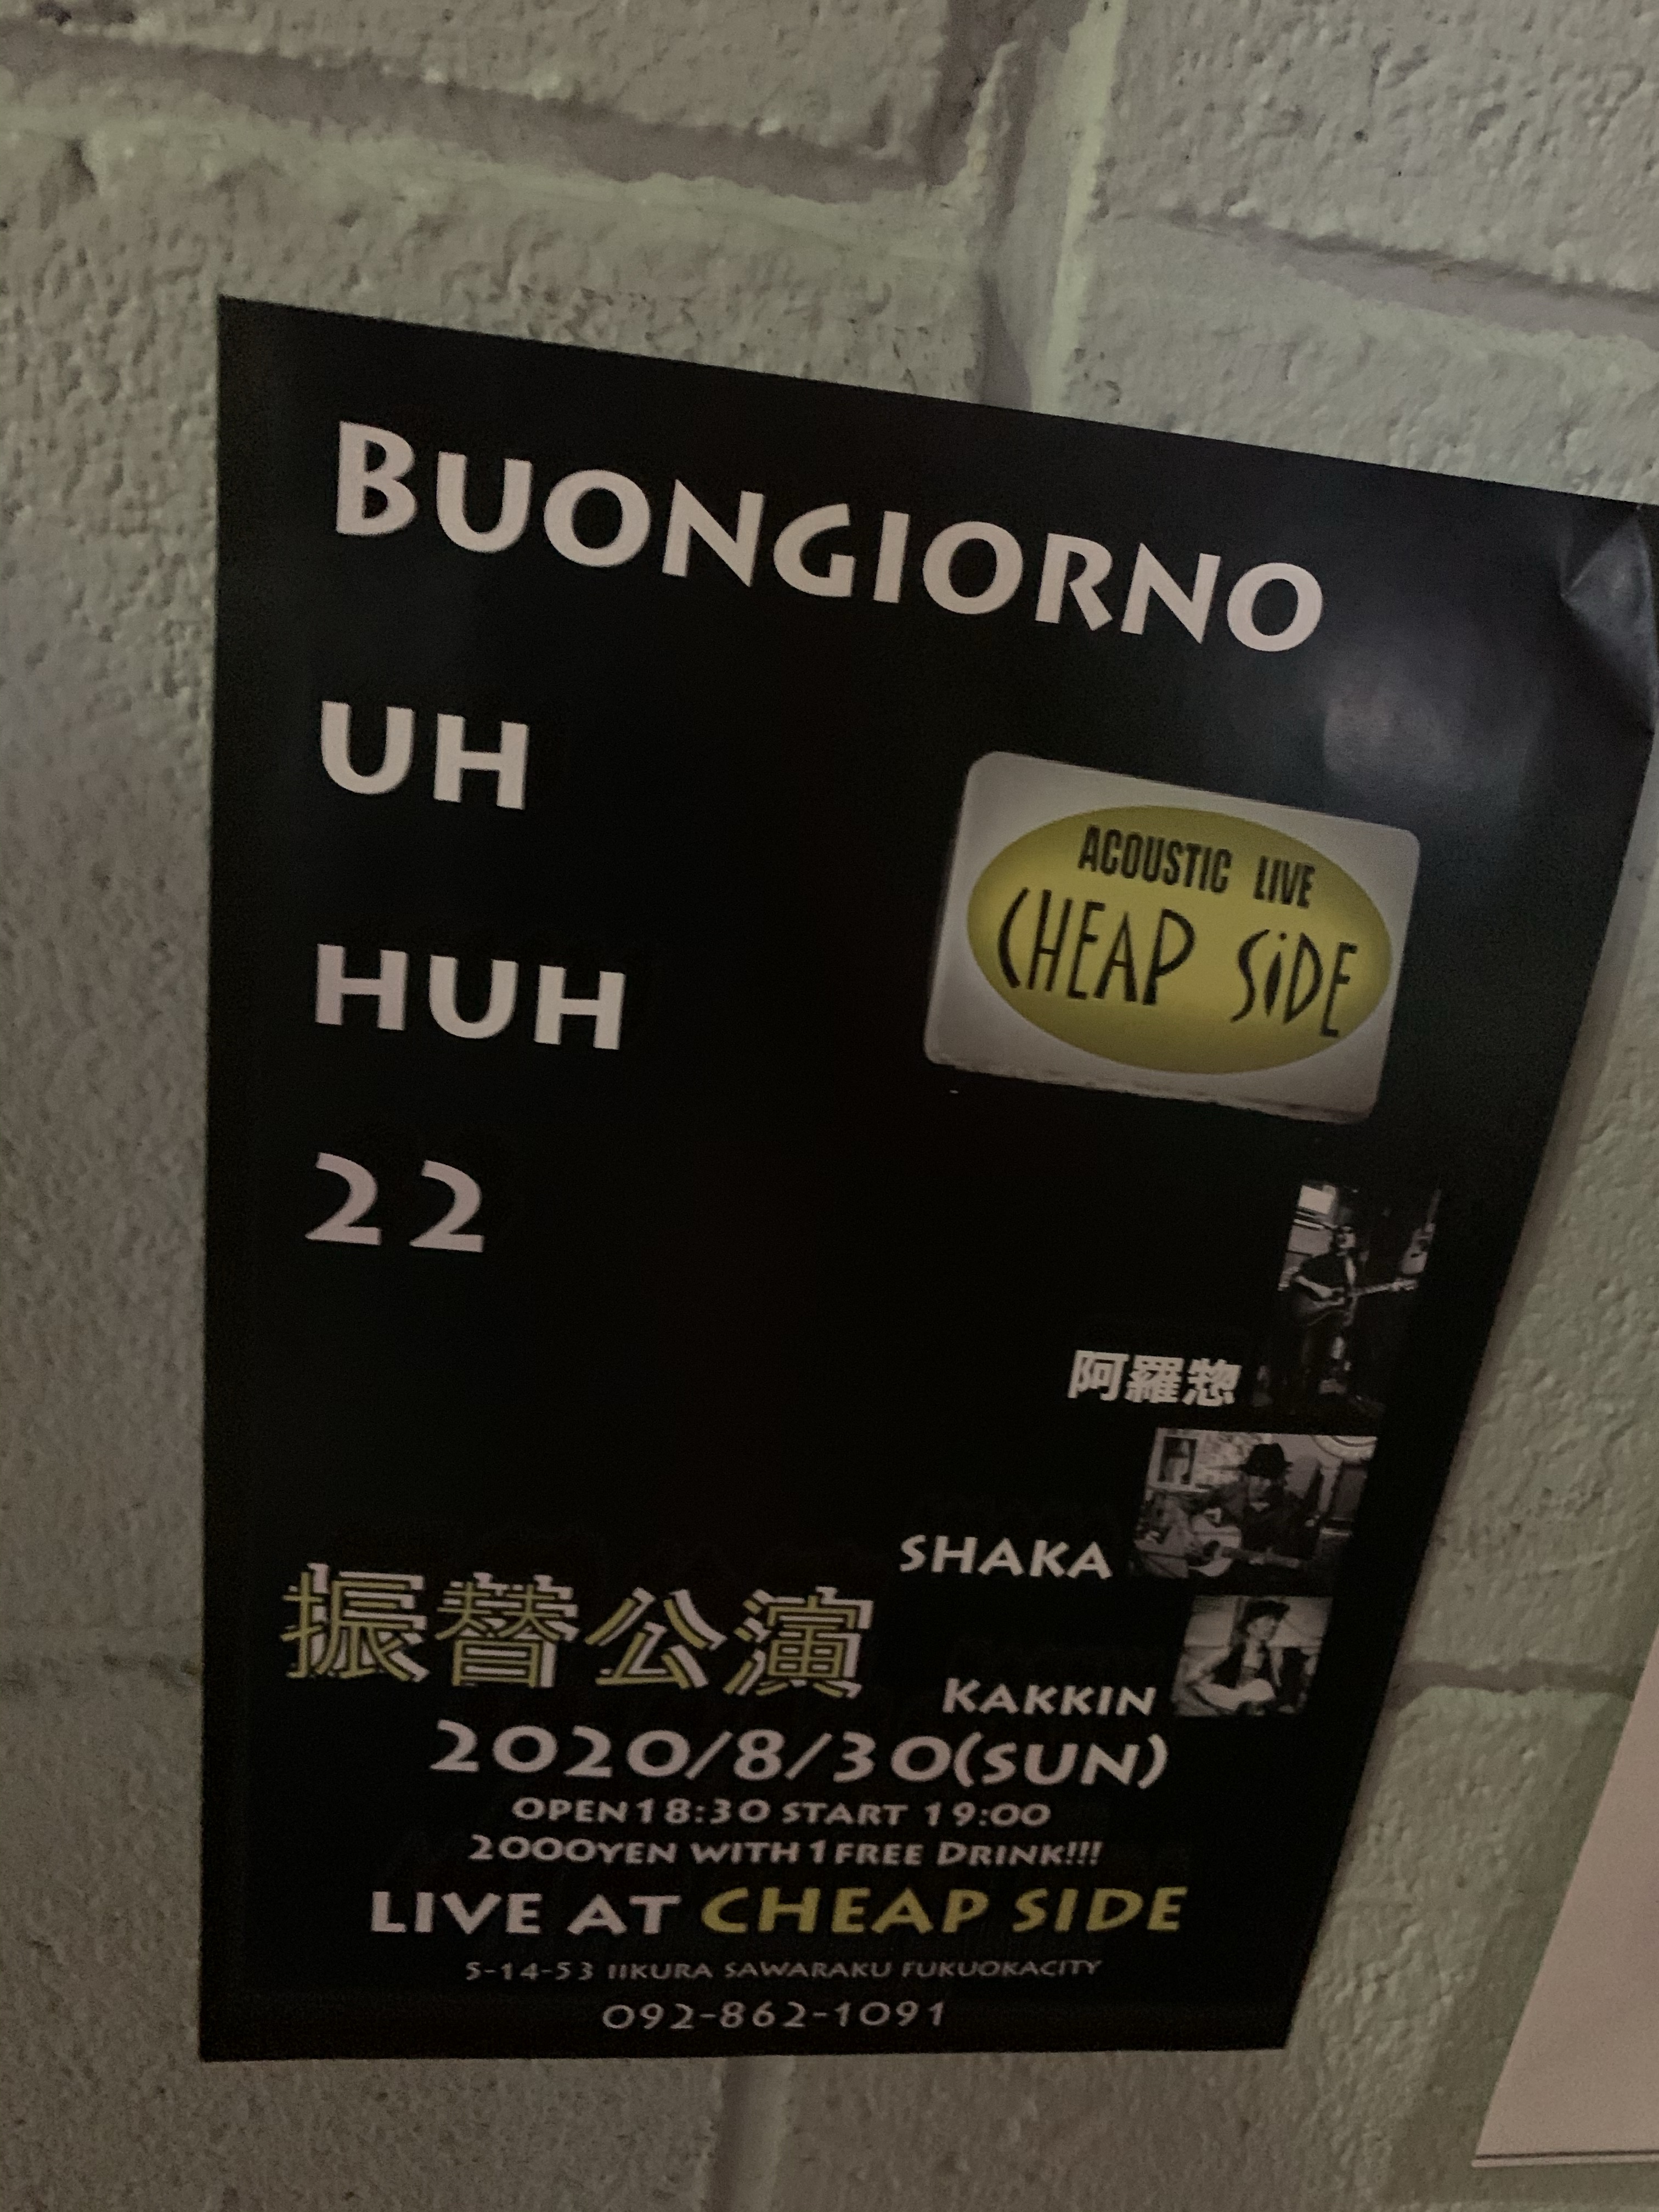 BUONGIORNO
UH
HUH
22
ACOUSTIC LIVE
CHEAP SiDE
阿羅惣
SHAKA
KAKKIN
振替公演
2020/8/30(SUN)
OPEN18:30 START 19:00
2000YEN WITH 1 FREE DRINK!!!
LIVE AT CHEAP SIDE
5-14-53 IIKURA SAWARAKU FUKUOKACITY
092-862-1091